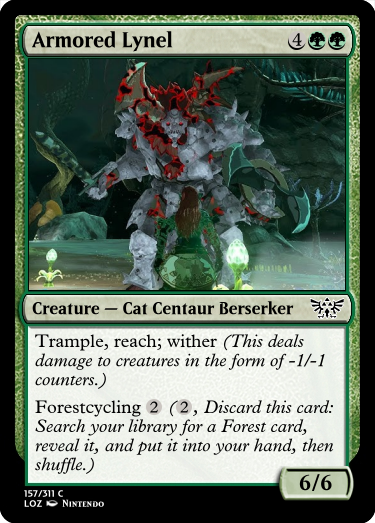 Armored Lynel 4
Creature — Cat Centaur Berserker
Trample, reach; wither (This deals
damage to creatures in the form of -1/-1
counters.)
Forestcycling 2 (2, Discard this card:
Search your library for a Forest card,
reveal it, and put it into your hand, then
shuffle.)
6/6
157/311 C
LOZ • Nintendo